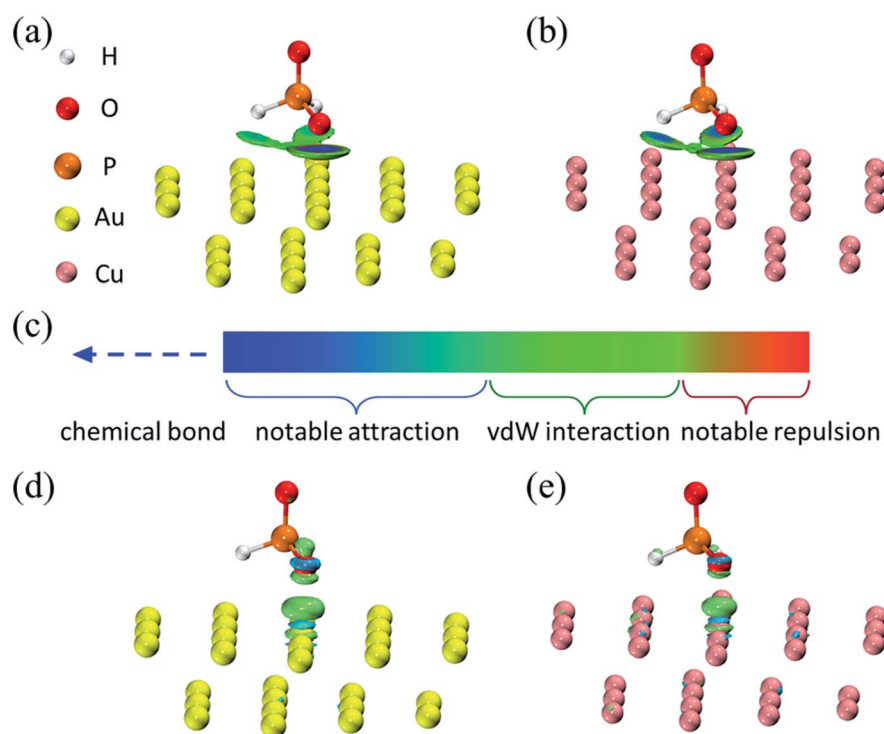 (a)
(b)
H
O
P
Au
Cu
(c)
chemical bond notable attraction vdW interaction notable repulsion
(d)
(e)